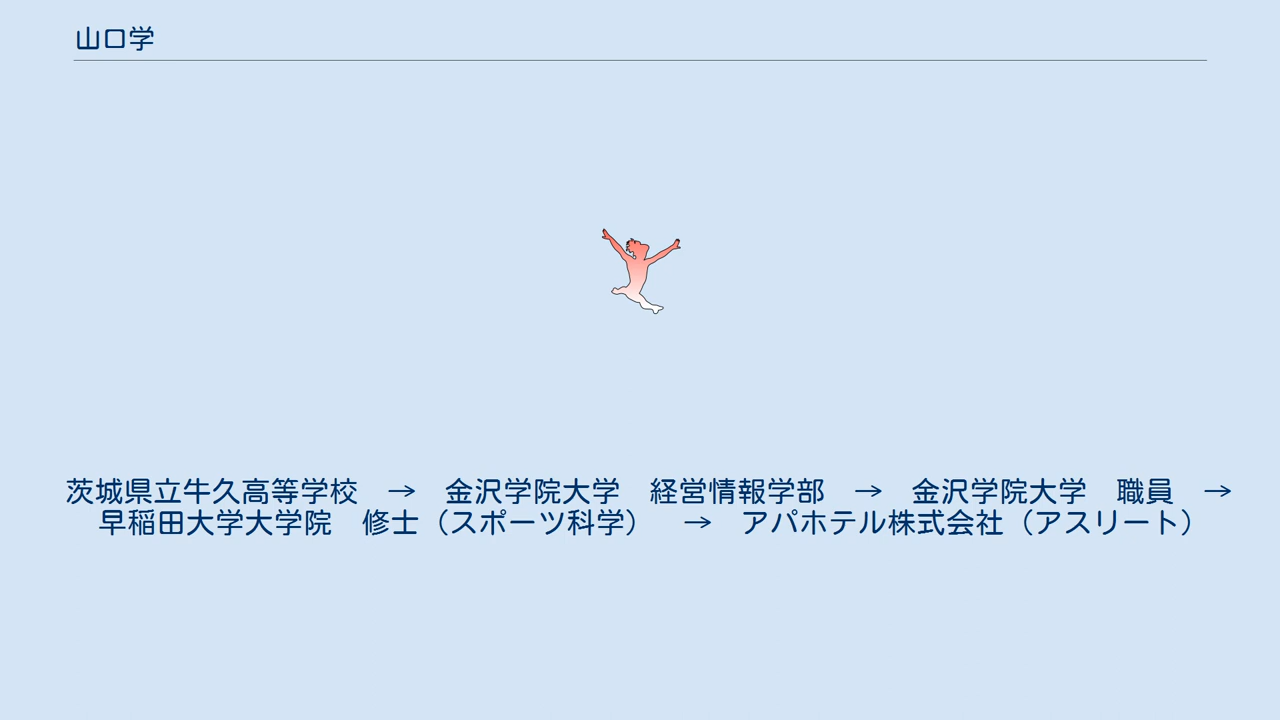 山口学
茨城県立牛久高等学校　→　金沢学院大学　経営情報学部　→　金沢学院大学　職員　→
早稲田大学大学院　修士（スポーツ科学）　→　アパホテル株式会社（アスリート）